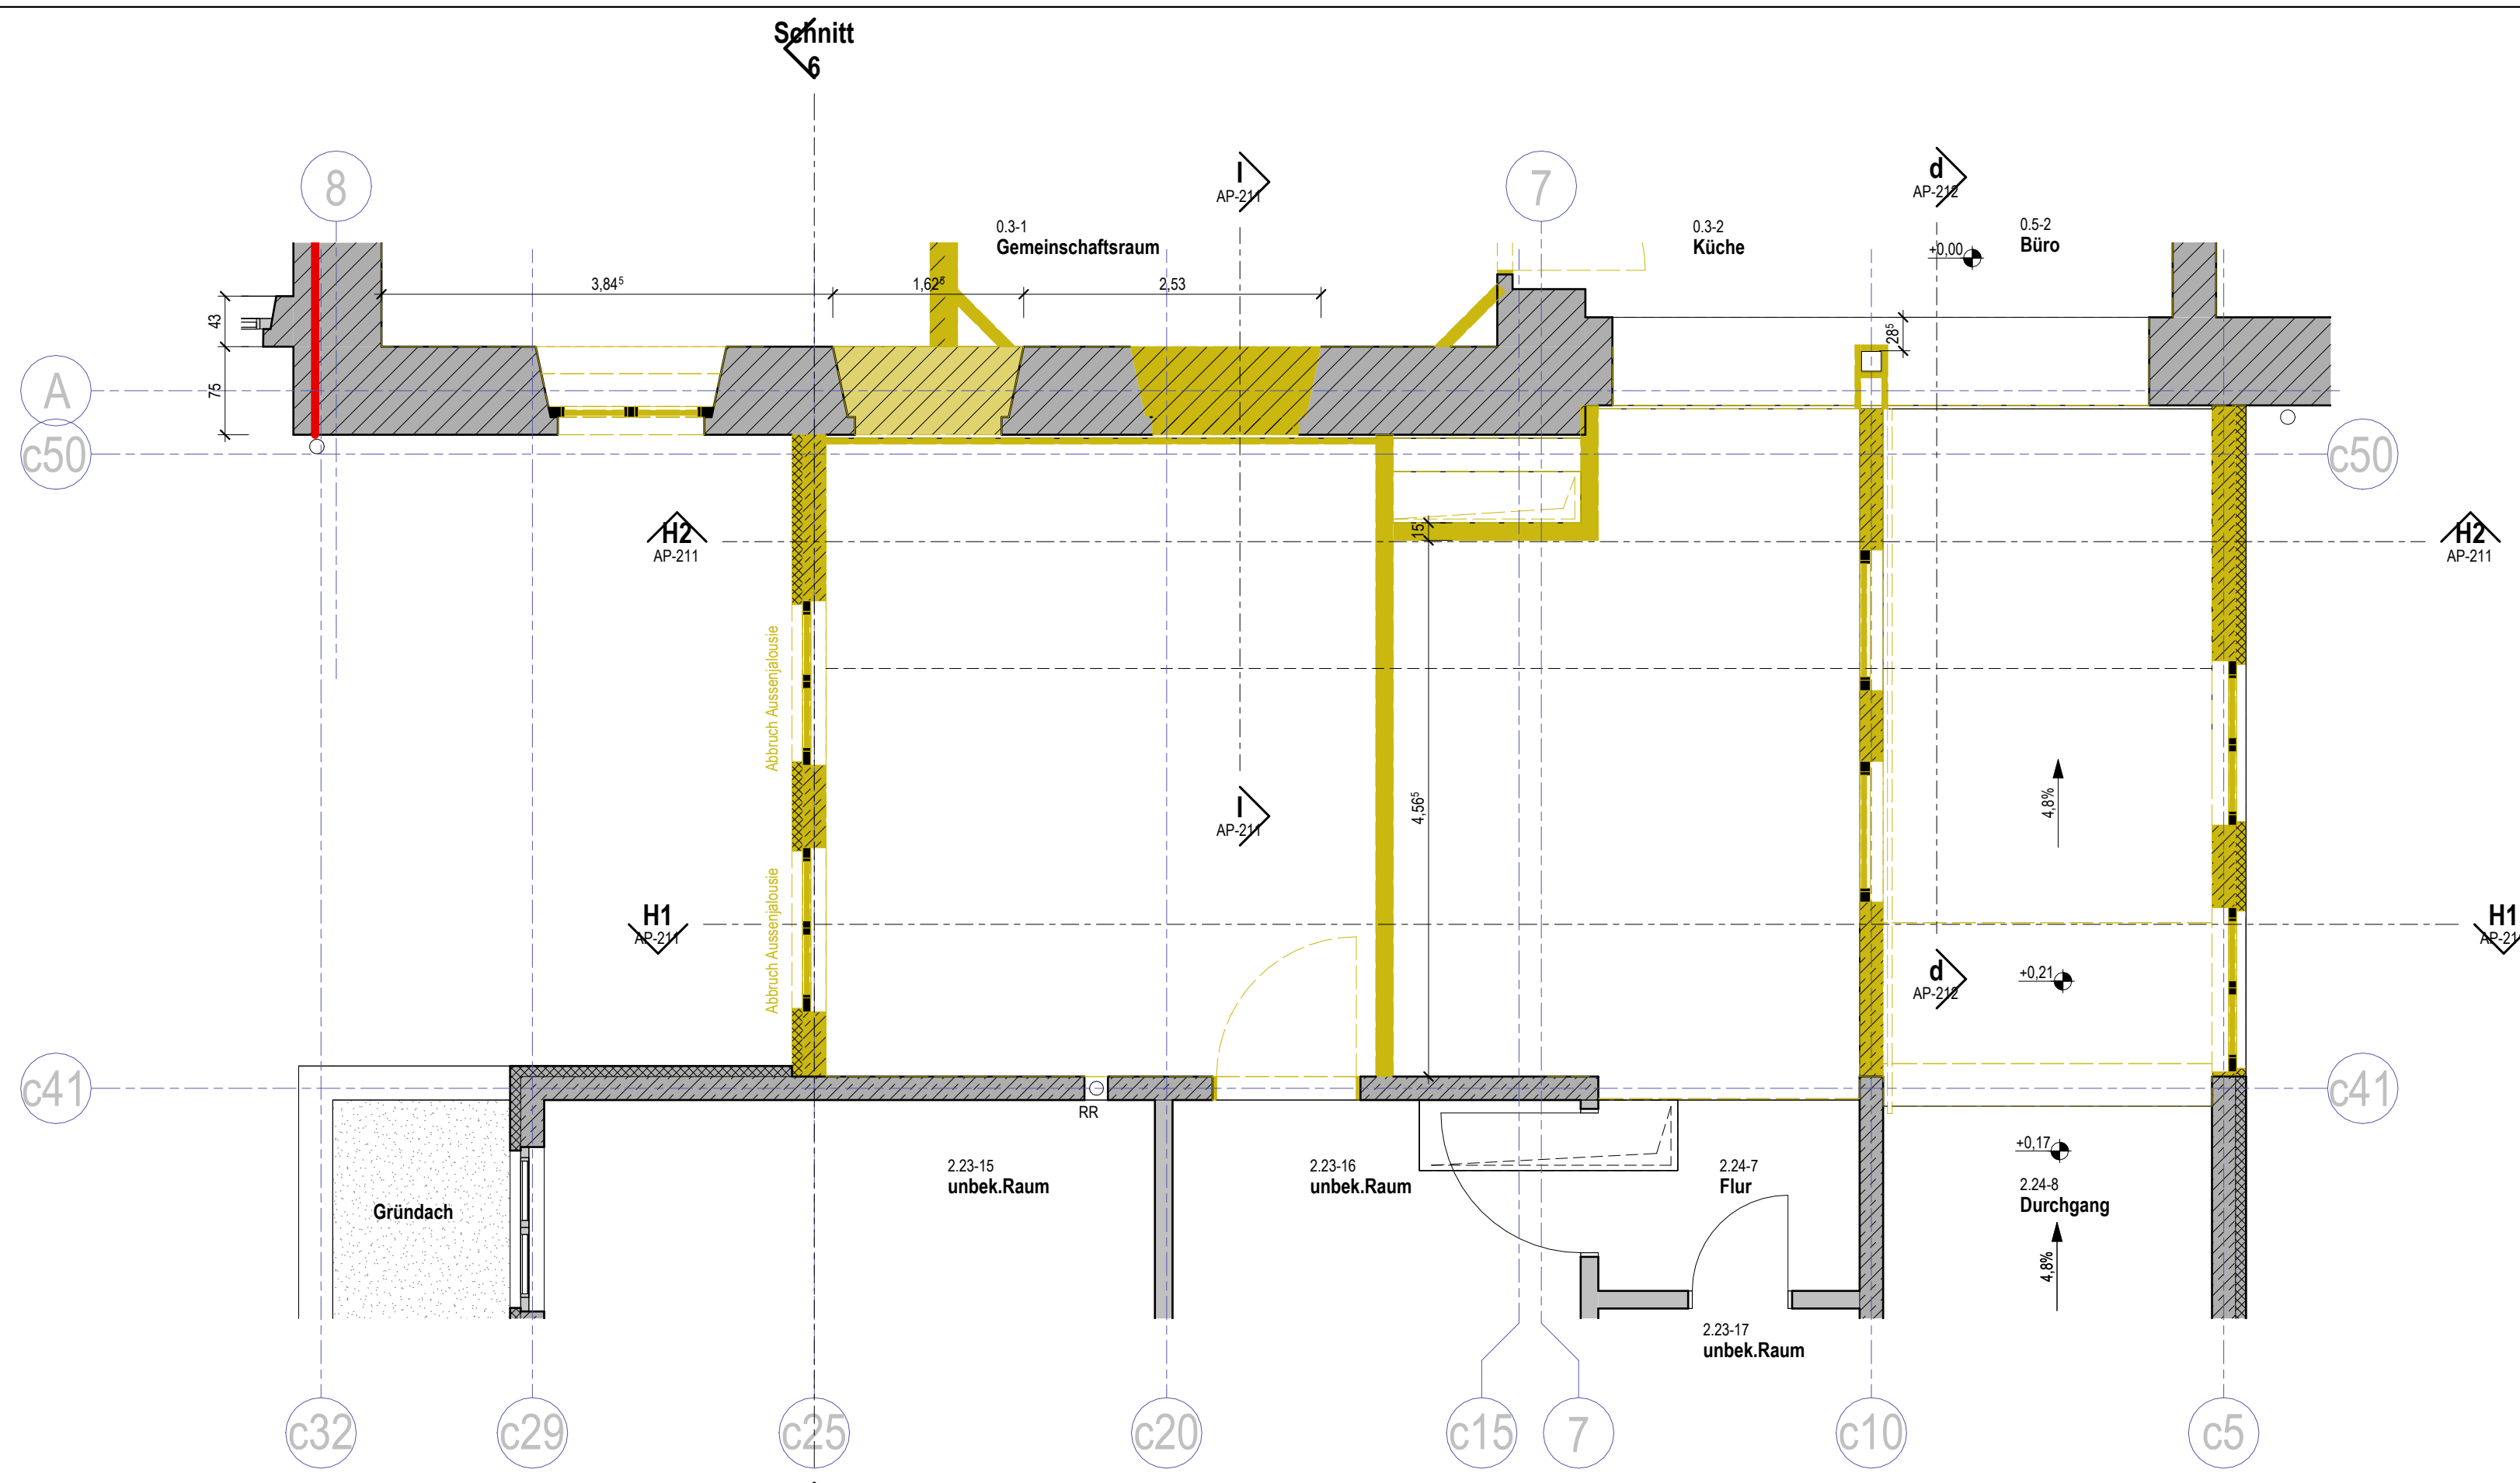 Schnitt
6
8
I
AP-211
7
d
AP-212
0.3-1
Gemeinschaftsraum
0.3-2
Küche
0.5-2
Büro
+0,00
3,84⁵
1,62⁵
2,53
43
28⁵
75
A
c50
c50
H2
AP-211
15
H2
AP-211
Abbruch Aussenjalousie
4,8%
4,56⁵
I
AP-211
Abbruch Aussenjalousie
H1
AP-211
H1
d
AP-212
+0,21
c41
c41
RR
+0,17
2.23-15
unbek.Raum
2.23-16
unbek.Raum
2.24-7
Flur
2.24-8
Durchgang
Gründach
4,8%
2.23-17
unbek.Raum
c32
c29
c25
c20
c15
7
c10
c5